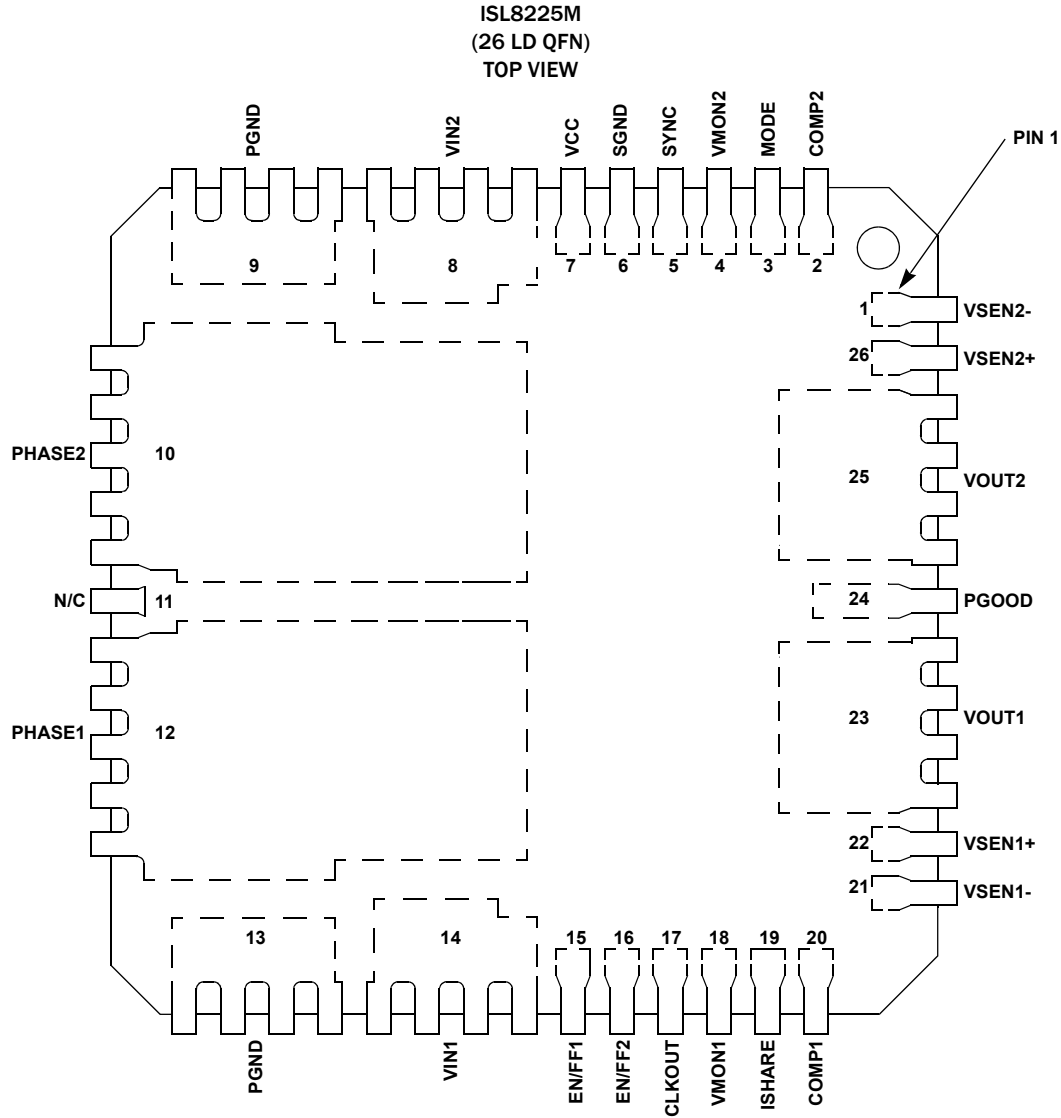 ISL8225M
(26 LD QFN)
TOP VIEW
PGND
VIN2
VCC
SGND
SYNC
VMON2
MODE
COMP2
PIN 1
9
8
7
6
5
4
3
2
1
VSEN2-
26
VSEN2+
PHASE2
10
25
VOUT2
N/C
11
24
PGOOD
PHASE1
12
23
VOUT1
22
VSEN1+
21
VSEN1-
13
14
15
16
17
18
19
20
PGND
VIN1
EN/FF1
EN/FF2
CLKOUT
VMON1
ISHARE
COMP1